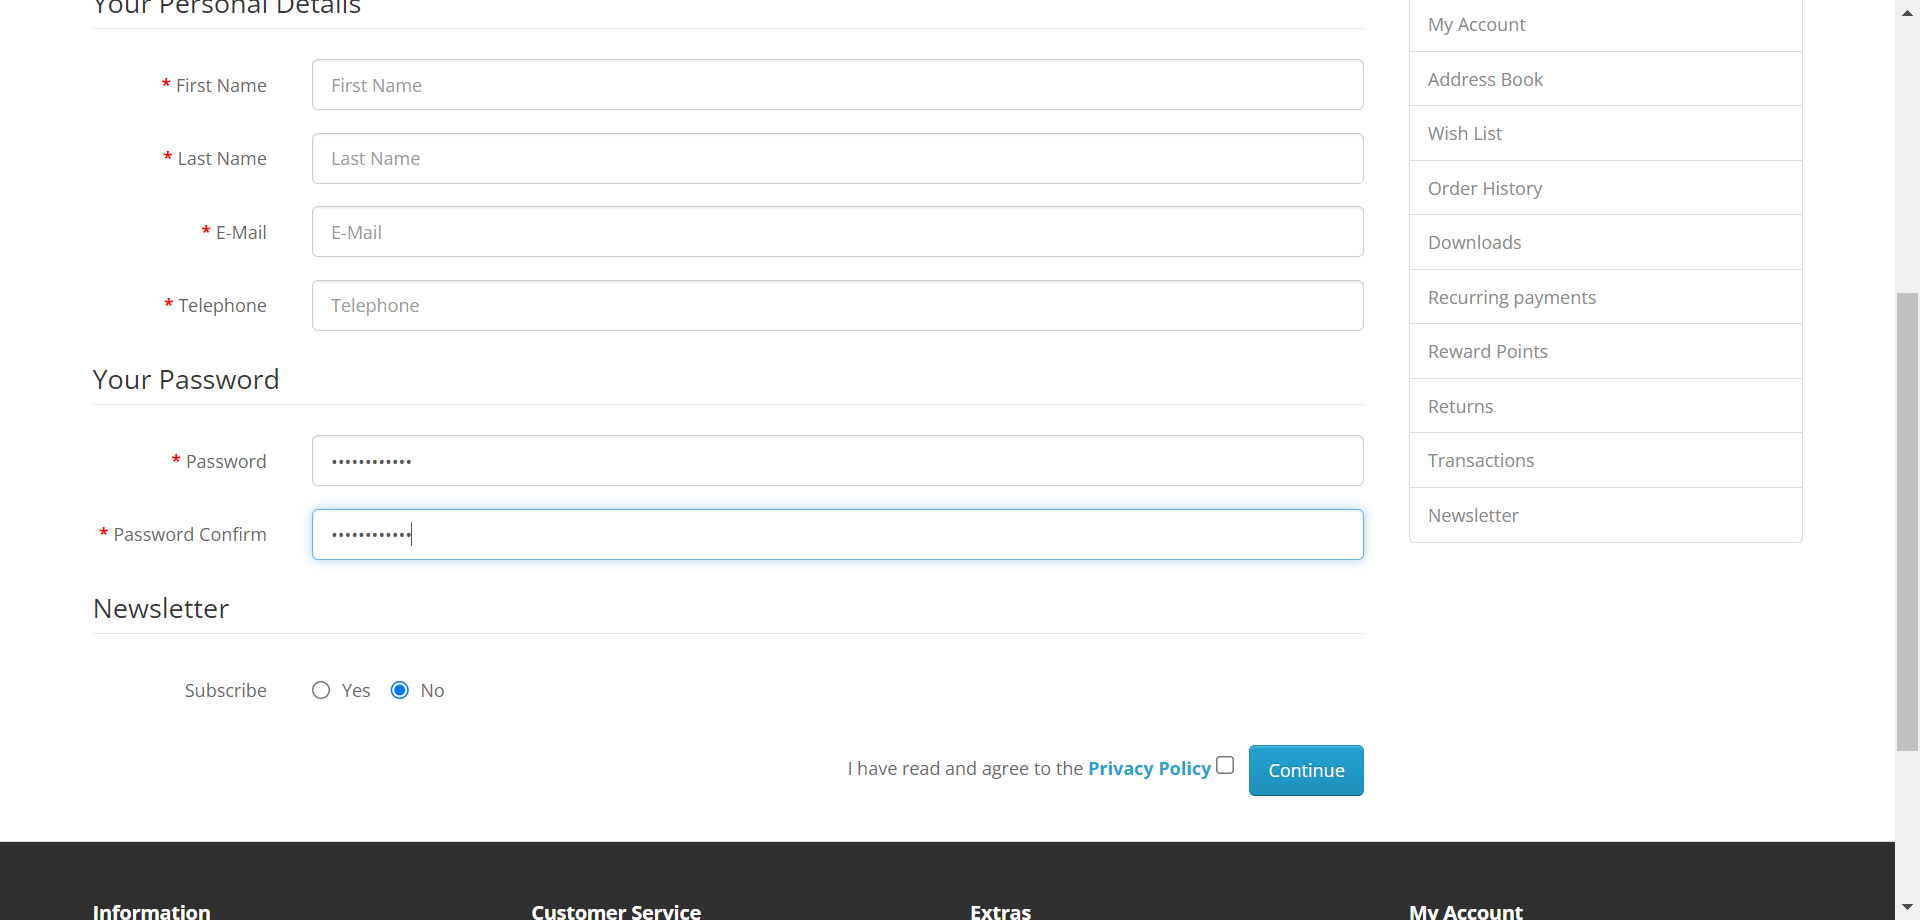 Your Personal Details
* First Name
First Name
* Last Name
Last Name
* E-Mail
E-Mail
* Telephone
Telephone
Your Password
* Password
••••••••••••
* Password Confirm
••••••••••••
Newsletter
Subscribe
Yes
No
I have read and agree to the Privacy Policy
Continue
My Account
Address Book
Wish List
Order History
Downloads
Recurring payments
Reward Points
Returns
Transactions
Newsletter
Information
Customer Service
Extras
My Account